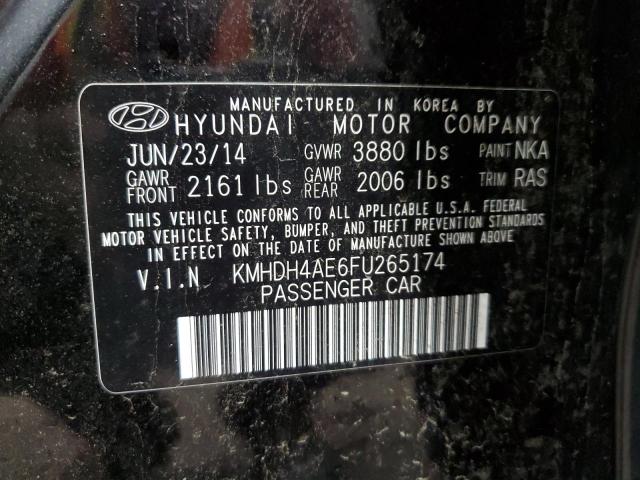 MANUFACTURED IN KOREA BY
HYUNDAI MOTOR COMPANY
JUN/23/14 GVWR 3880 lbs PAINT NKA
GAWR FRONT 2161 lbs GAWR REAR 2006 lbs TRIM RAS
THIS VEHICLE CONFORMS TO ALL APPLICABLE U.S.A. FEDERAL
MOTOR VEHICLE SAFETY, BUMPER, AND THEFT PREVENTION STANDARDS
IN EFFECT ON THE DATE OF MANUFACTURE SHOWN ABOVE.
V.I.N KMHDH4AE6FU265174
PASSENGER CAR